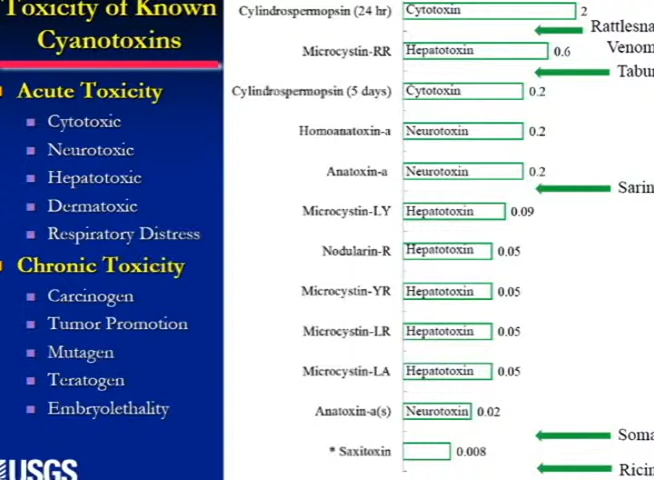 Toxicity of Known
Cyanotoxins
Acute Toxicity
Cytotoxic
Neurotoxic
Hepatotoxic
Dermatoxic
Respiratory Distress
Chronic Toxicity
Carcinogen
Tumor Promotion
Mutagen
Teratogen
Embryolethality
USGS
Cylindrospermopsin (24 hr) Cytotoxin 2
Rattlesna
Venom
Microcystin-RR Hepatotoxin 0.6
Tabun
Cylindrospermopsin (5 days) Cytotoxin 0.2
Homoanatoxin-a Neurotoxin 0.2
Anatoxin-a Neurotoxin 0.2
Sarin
Microcystin-LY Hepatotoxin 0.09
Nodularin-R Hepatotoxin 0.05
Microcystin-YR Hepatotoxin 0.05
Microcystin-LR Hepatotoxin 0.05
Microcystin-LA Hepatotoxin 0.05
Anatoxin-a(s) Neurotoxin 0.02
Soma
* Saxitoxin 0.008
Ricin